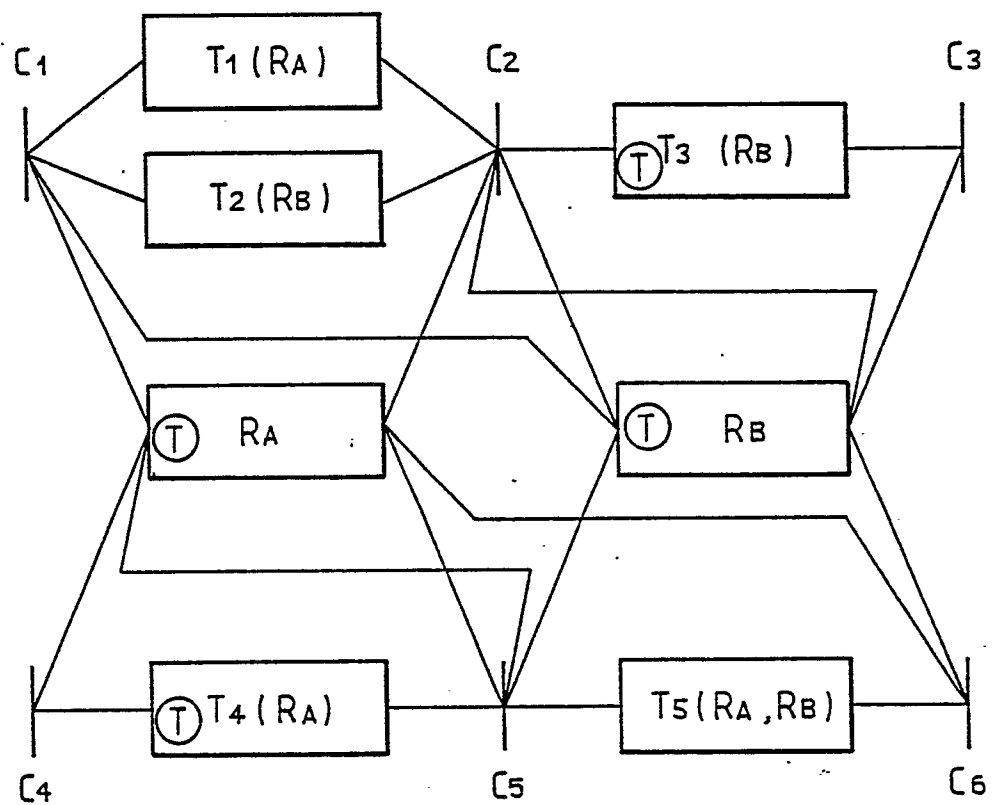 C1
T1 (RA)
C2
C3
T2 (RB)
T T3 (RB)
T RA
T RB
T T4 (RA)
T5 (RA, RB)
C4
C5
C6